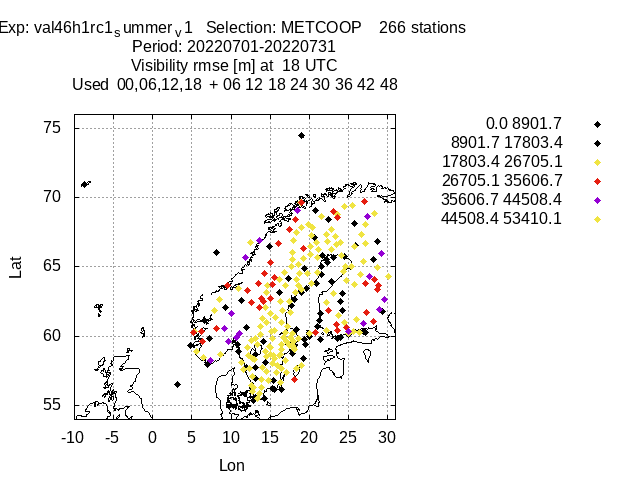 Exp: val46h1rc1summerv1 Selection: METCOOP 266 stations
Period: 20220701-20220731
Visibility rmse [m] at 18 UTC
Used 00,06,12,18 + 06 12 18 24 30 36 42 48
0.0 8901.7
8901.7 17803.4
17803.4 26705.1
26705.1 35606.7
35606.7 44508.4
44508.4 53410.1
75
70
65
60
55
Lat
-10 -5 0 5 10 15 20 25 30
Lon